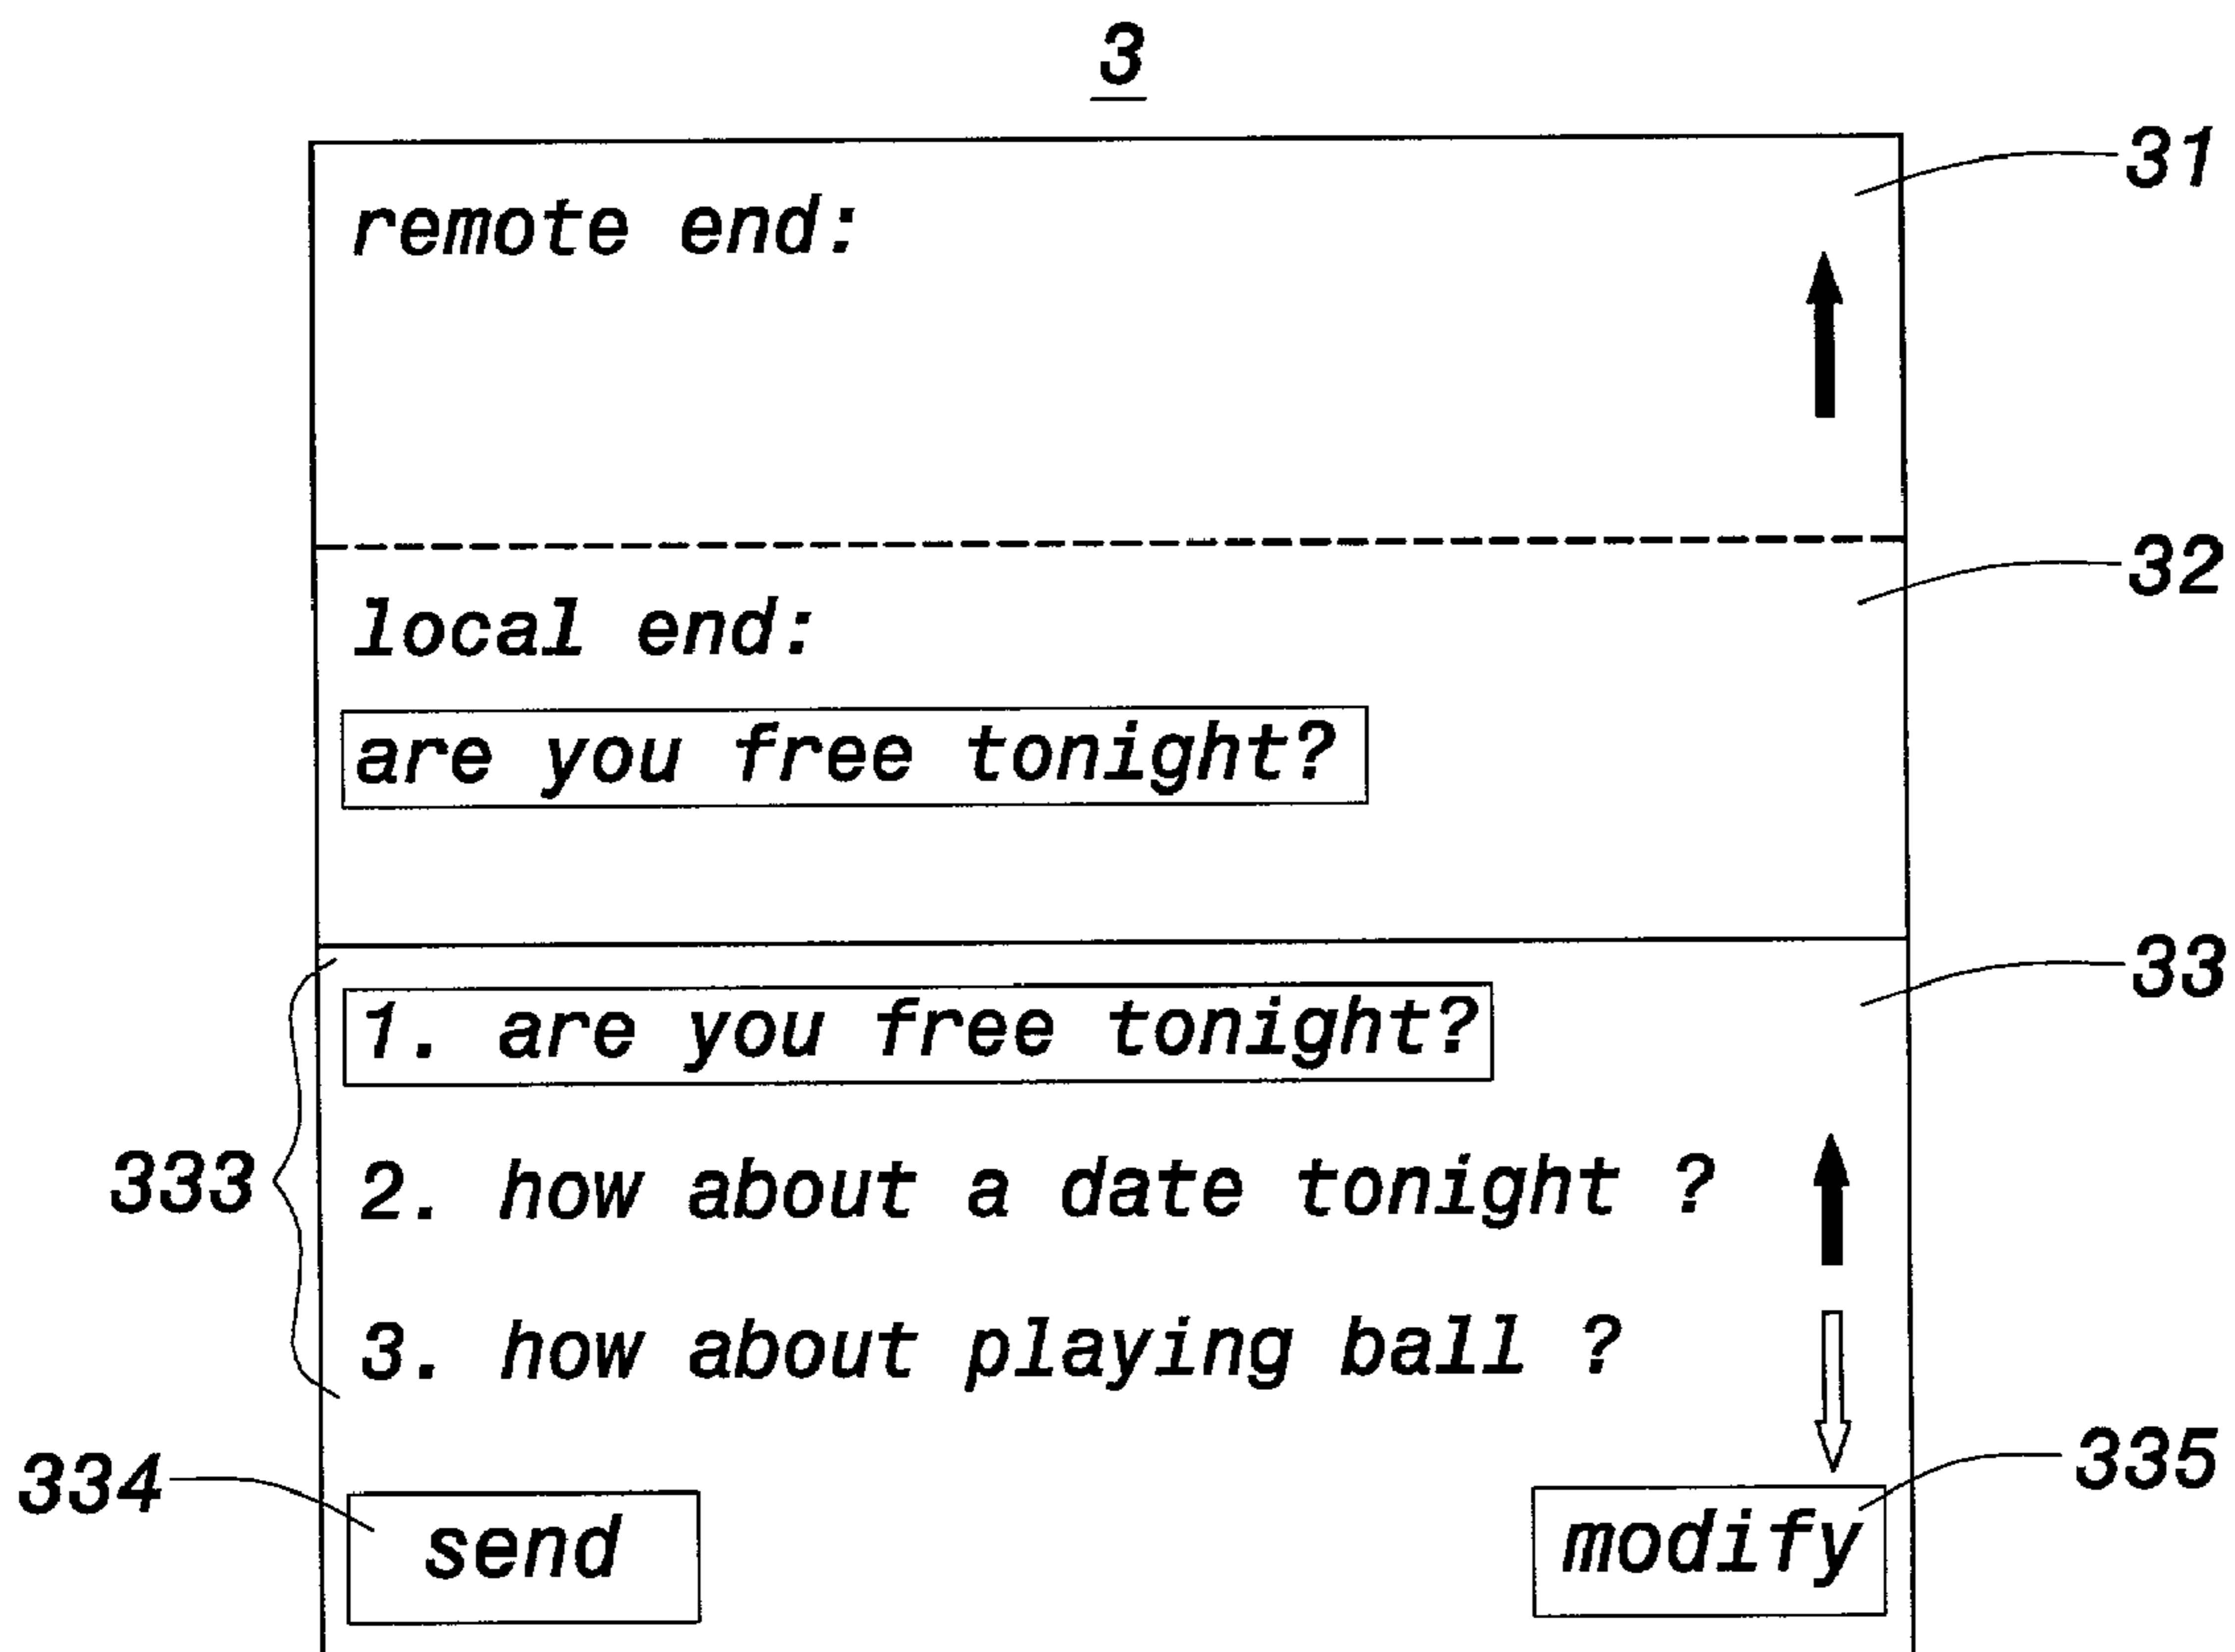 3
31
remote end:
32
local end:
are you free tonight?
33
1. are you free tonight?
333
2. how about a date tonight ?
3. how about playing ball ?
334
335
send
modify